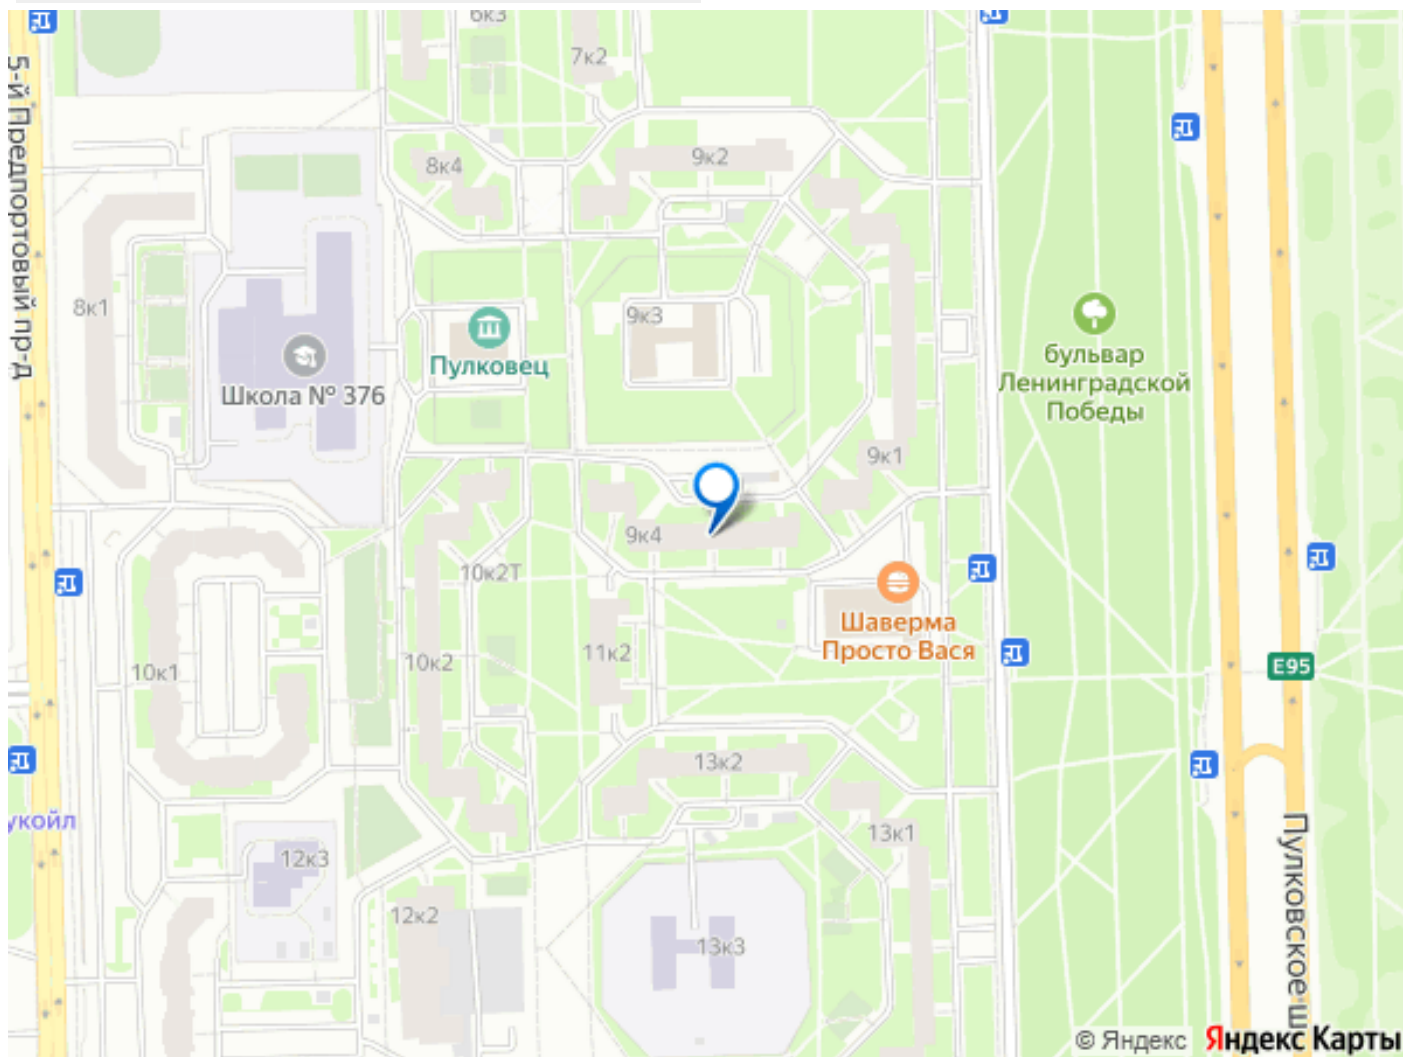 6к3
7к2
5-й Предпортовый пр-д
9к2
8к4
8к1
9к3
Пулковец
Школа № 376
бульвар
Ленинградской
Победы
9к1
9к4
10к2Т
Шаверма
Просто Вася
11к2
10к2
10к1
E95
13к2
укойл
13к1
12к3
Пулковское ш
12к2
13к3
© Яндекс Яндекс Карты